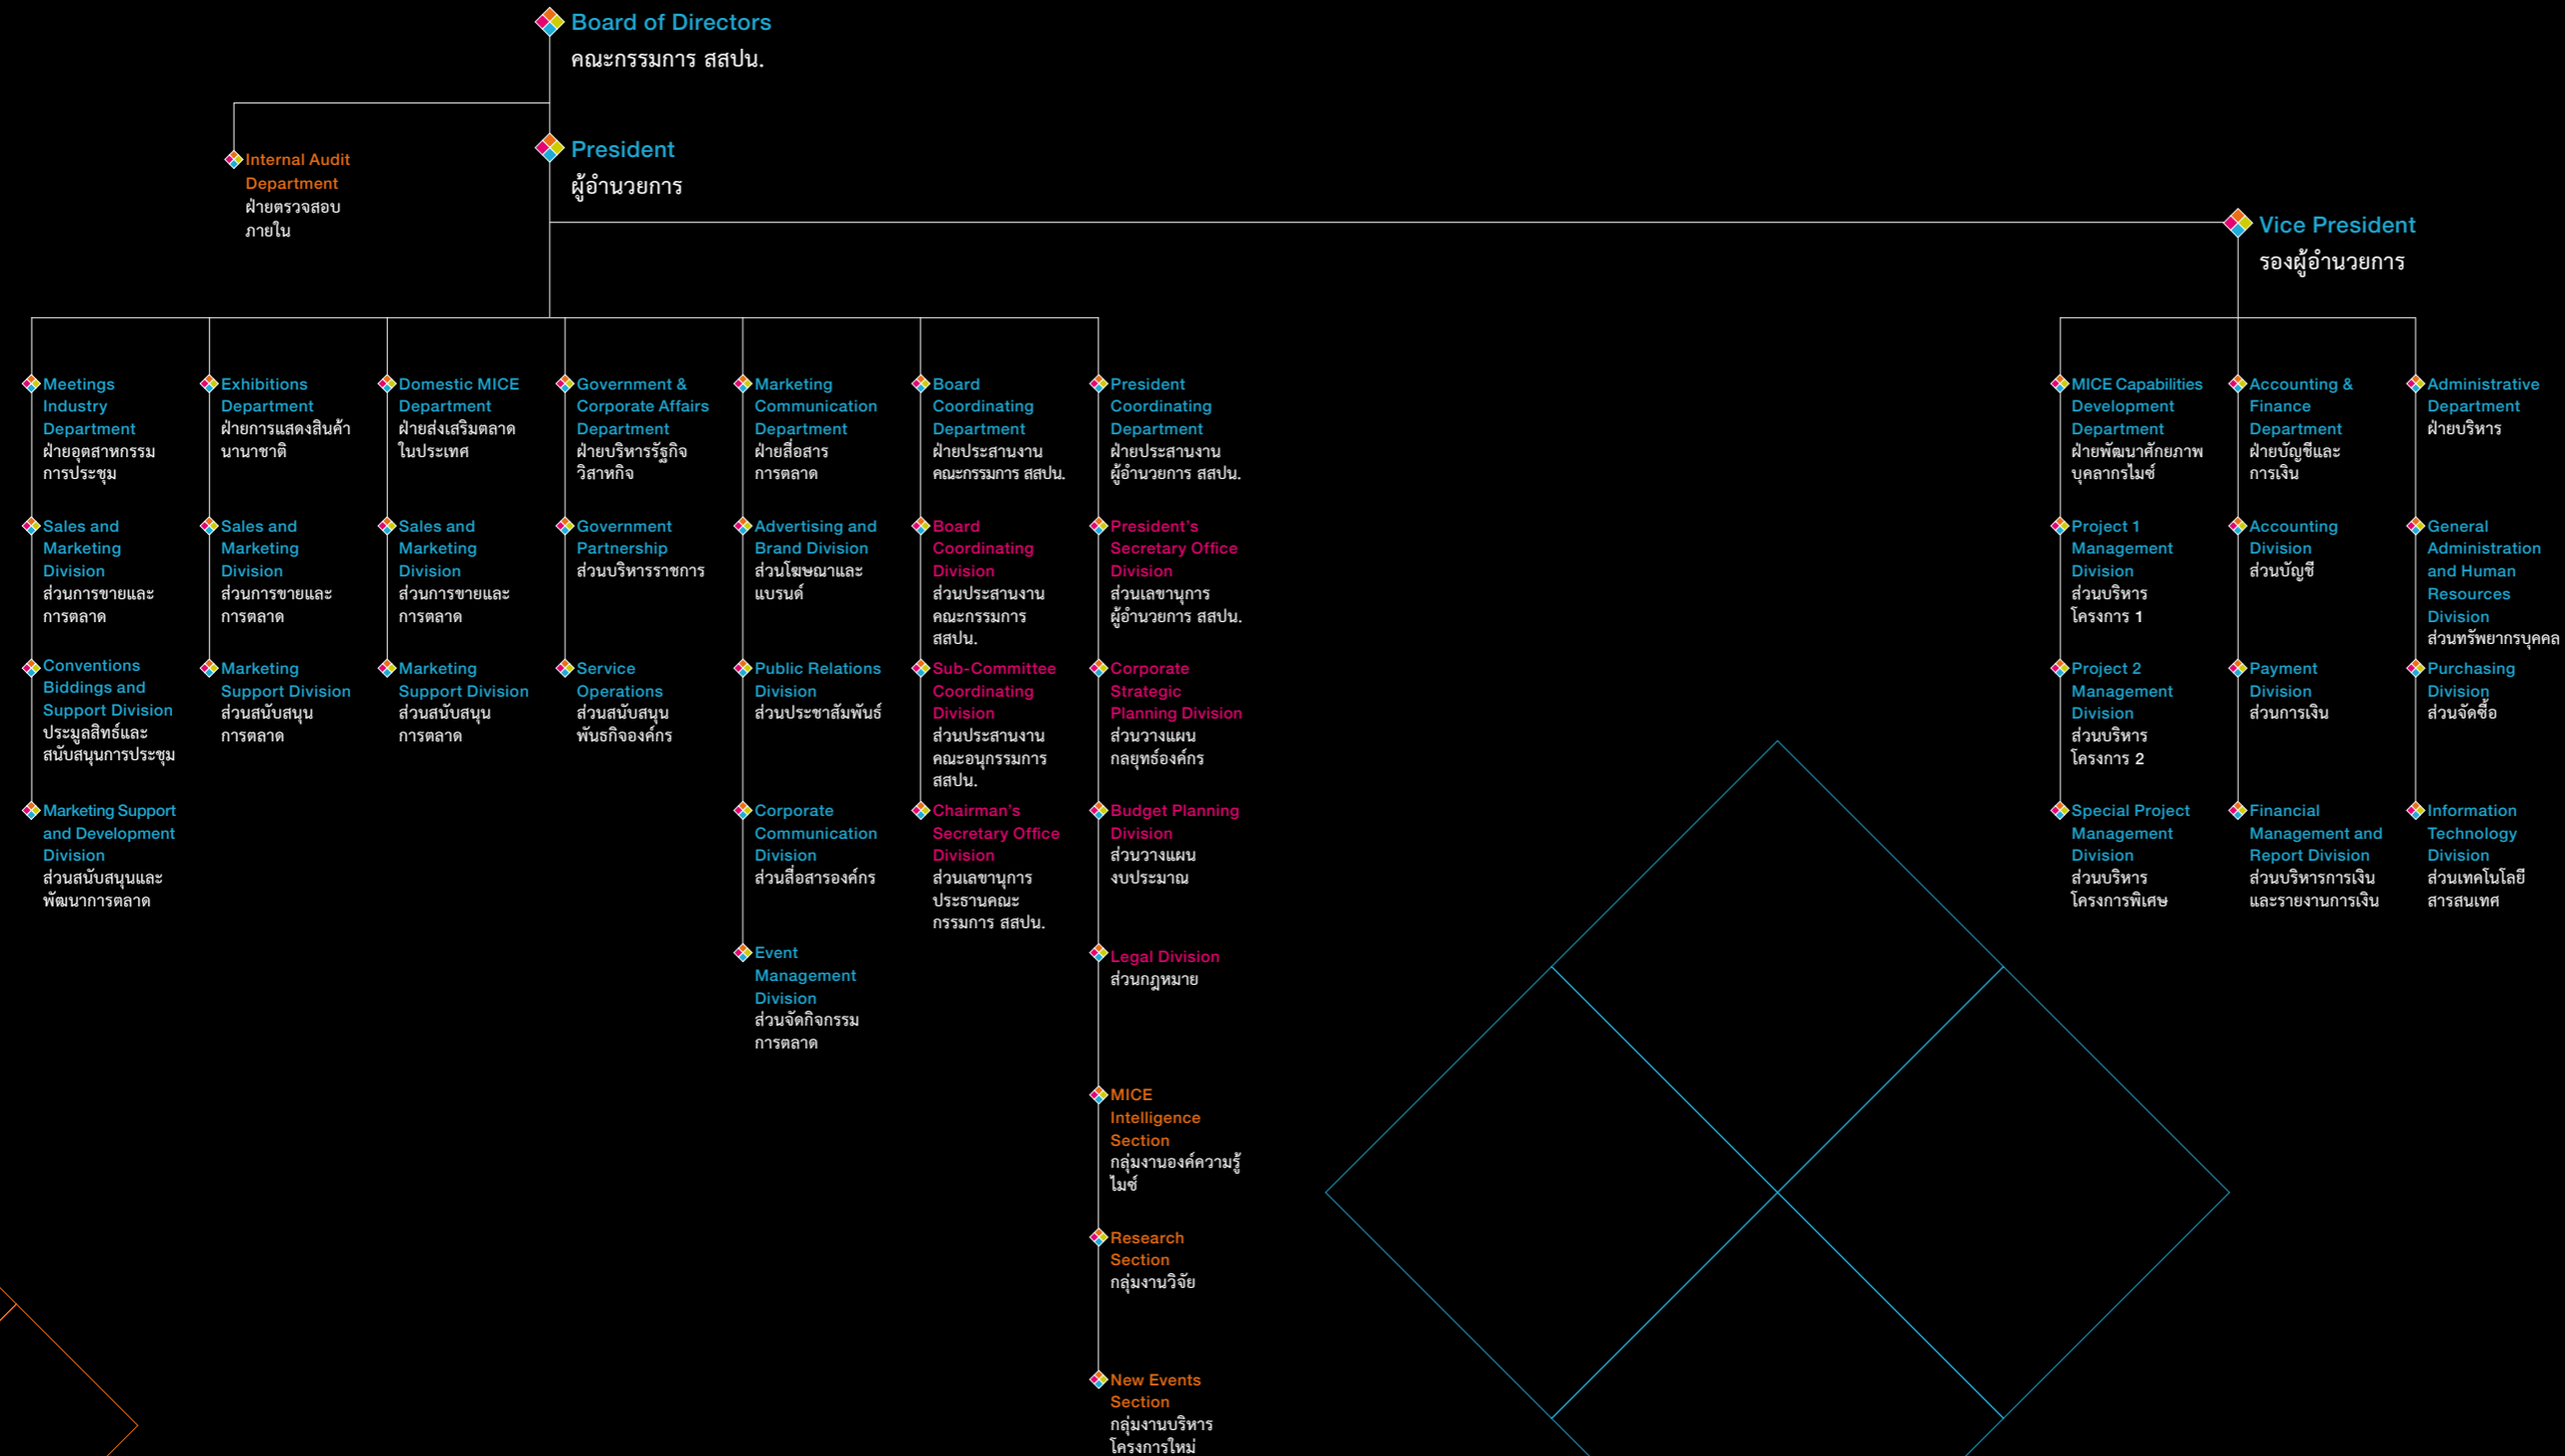 Board of Directors
คณะกรรมการ สสปน.
Internal Audit
Department
ฝ่ายตรวจสอบ
ภายใน
President
ผู้อำนวยการ
Vice President
รองผู้อำนวยการ
Meetings
Industry
Department
ฝ่ายอุตสาหกรรม
การประชุม
Sales and
Marketing
Division
ส่วนการขายและ
การตลาด
Conventions
Biddings and
Support Division
ประมูลสิทธิ์และ
สนับสนุนการประชุม
Marketing Support
and Development
Division
ส่วนสนับสนุนและ
พัฒนาการตลาด
Exhibitions
Department
ฝ่ายการแสดงสินค้า
นานาชาติ
Sales and
Marketing
Division
ส่วนการขายและ
การตลาด
Marketing
Support Division
ส่วนสนับสนุน
การตลาด
Domestic MICE
Department
ฝ่ายส่งเสริมตลาด
ในประเทศ
Sales and
Marketing
Division
ส่วนการขายและ
การตลาด
Marketing
Support Division
ส่วนสนับสนุน
การตลาด
Government &
Corporate Affairs
Department
ฝ่ายบริหารรัฐกิจ
วิสาหกิจ
Government
Partnership
ส่วนบริหารราชการ
Service
Operations
ส่วนสนับสนุน
พันธกิจองค์กร
Marketing
Communication
Department
ฝ่ายสื่อสาร
การตลาด
Advertising and
Brand Division
ส่วนโฆษณาและ
แบรนด์
Public Relations
Division
ส่วนประชาสัมพันธ์
Corporate
Communication
Division
ส่วนสื่อสารองค์กร
Event
Management
Division
ส่วนจัดกิจกรรม
การตลาด
Board
Coordinating
Department
ฝ่ายประสานงาน
คณะกรรมการ สสปน.
Board
Coordinating
Division
ส่วนประสานงาน
คณะกรรมการ
สสปน.
Sub-Committee
Coordinating
Division
ส่วนประสานงาน
คณะอนุกรรมการ
สสปน.
Chairman's
Secretary Office
Division
ส่วนเลขานุการ
ประธานคณะ
กรรมการ สสปน.
President
Coordinating
Department
ฝ่ายประสานงาน
ผู้อำนวยการ สสปน.
President's
Secretary Office
Division
ส่วนเลขานุการ
ผู้อำนวยการ สสปน.
Corporate
Strategic
Planning Division
ส่วนวางแผน
กลยุทธ์องค์กร
Budget Planning
Division
ส่วนวางแผน
งบประมาณ
Legal Division
ส่วนกฎหมาย
MICE
Intelligence
Section
กลุ่มงานองค์ความรู้
ไมซ์
Research
Section
กลุ่มงานวิจัย
New Events
Section
กลุ่มงานบริหาร
โครงการใหม่
MICE Capabilities
Development
Department
ฝ่ายพัฒนาศักยภาพ
บุคลากรไมซ์
Project 1
Management
Division
ส่วนบริหาร
โครงการ 1
Project 2
Management
Division
ส่วนบริหาร
โครงการ 2
Special Project
Management
Division
ส่วนบริหาร
โครงการพิเศษ
Accounting &
Finance
Department
ฝ่ายบัญชีและ
การเงิน
Accounting
Division
ส่วนบัญชี
Payment
Division
ส่วนการเงิน
Financial
Management and
Report Division
ส่วนบริหารการเงิน
และรายงานการเงิน
Administrative
Department
ฝ่ายบริหาร
General
Administration
and Human
Resources
Division
ส่วนทรัพยากรบุคคล
Purchasing
Division
ส่วนจัดซื้อ
Information
Technology
Division
ส่วนเทคโนโลยี
สารสนเทศ